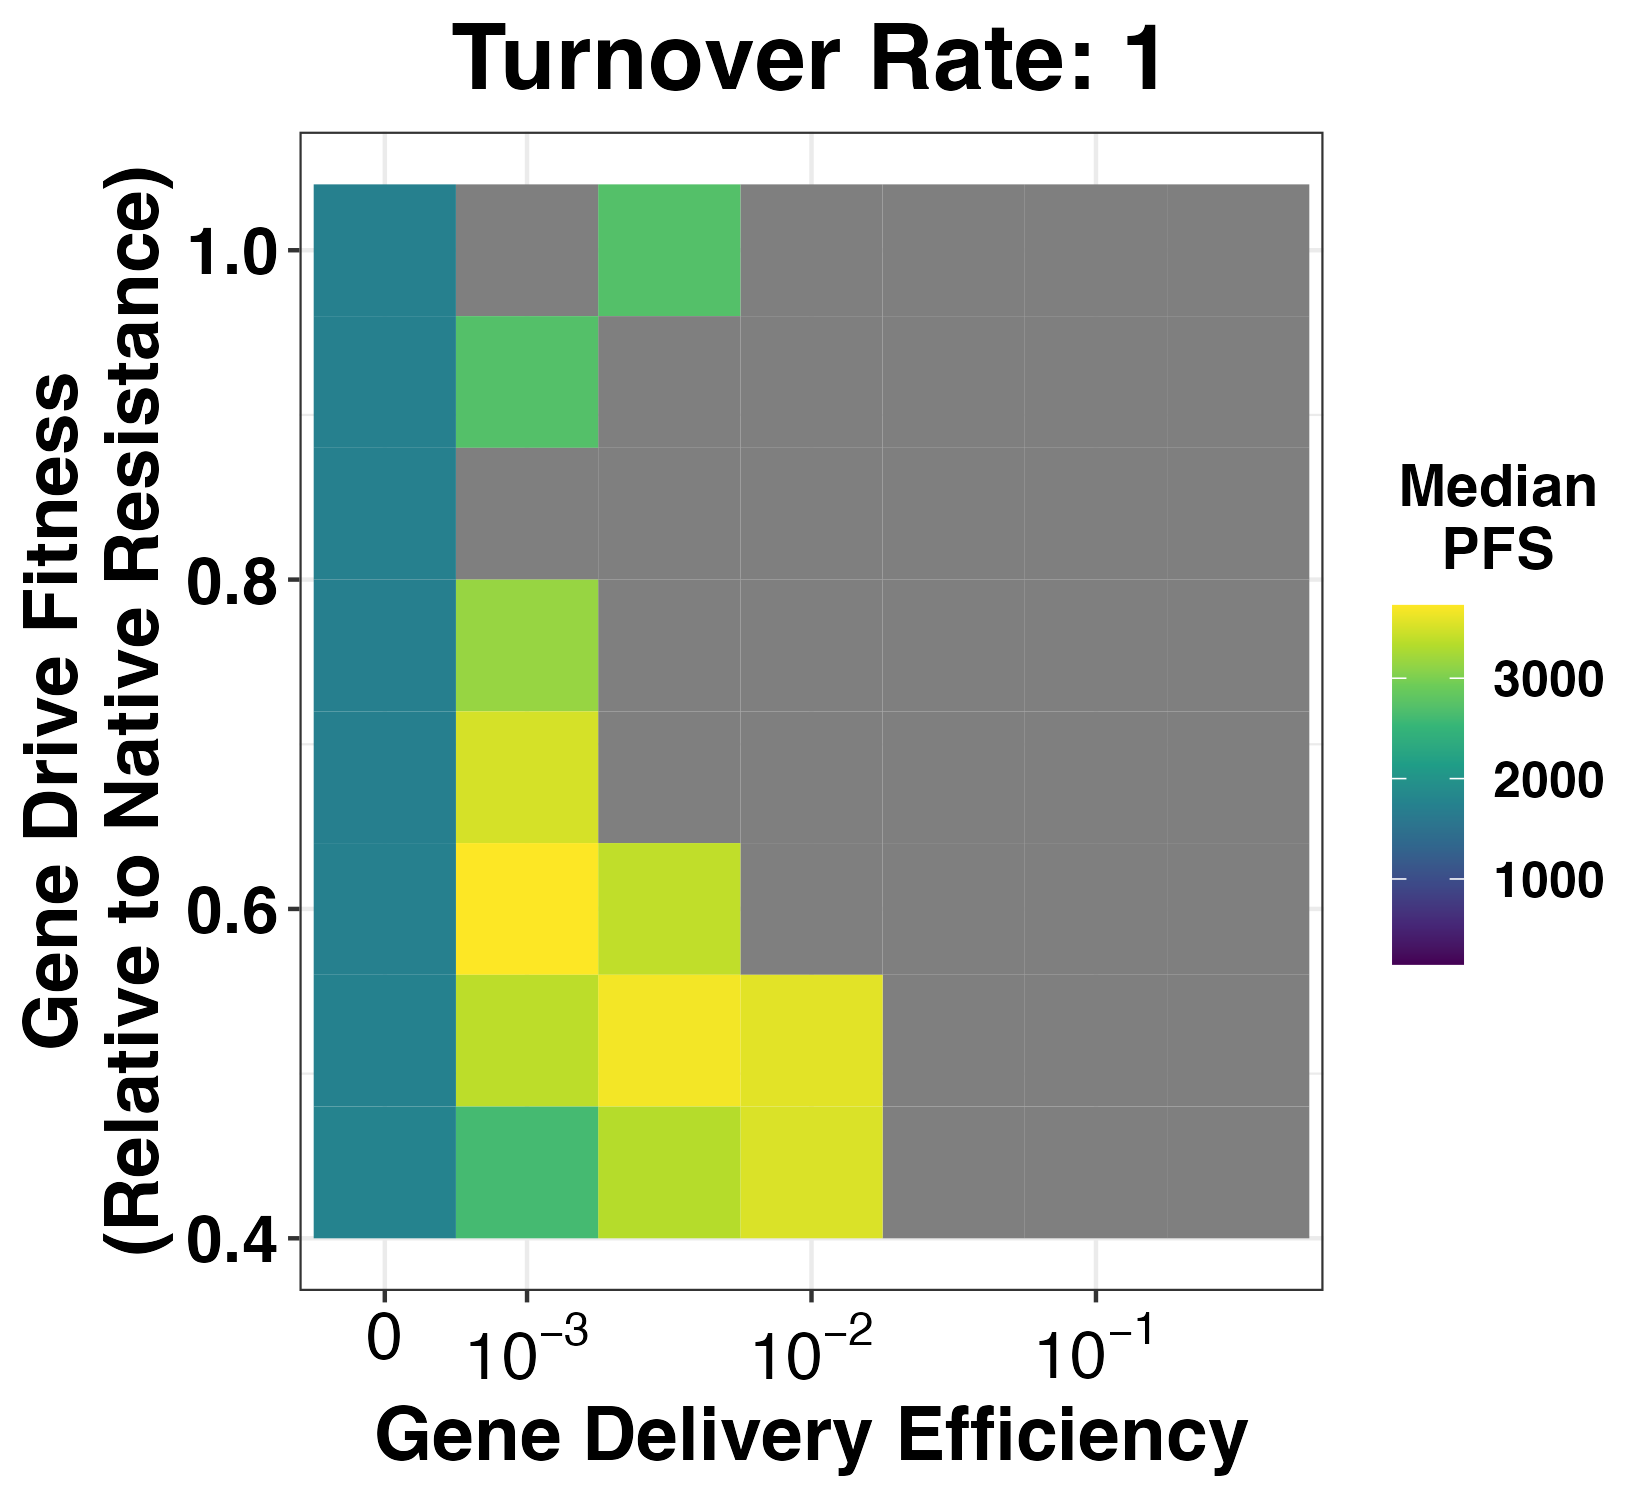 Turnover Rate: 1
Gene Drive Fitness
(Relative to Native Resistance)
1.0
0.8
0.6
0.4
0
10⁻³
10⁻²
10⁻¹
Gene Delivery Efficiency
Median
PFS
3000
2000
1000